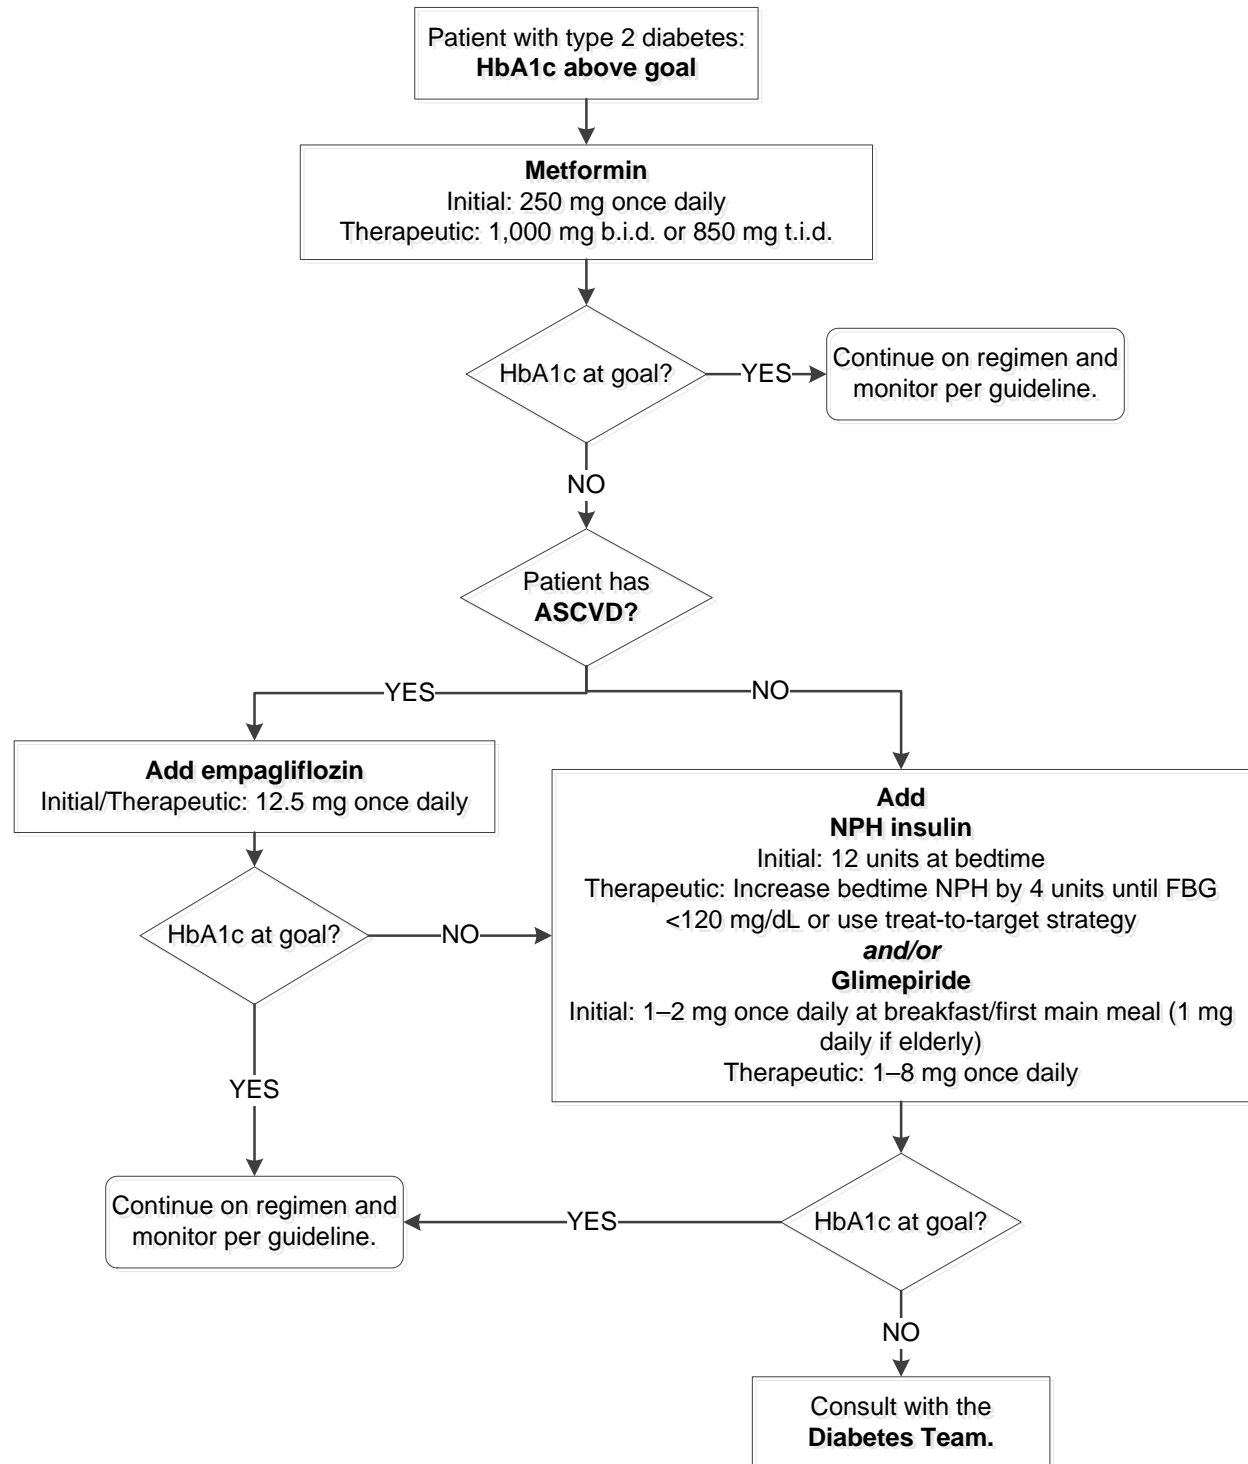 Patient with type 2 diabetes:
HbA1c above goal
Metformin
Initial: 250 mg once daily
Therapeutic: 1,000 mg b.i.d. or 850 mg t.i.d.
HbA1c at goal?
YES
Continue on regimen and
monitor per guideline.
NO
Patient has
ASCVD?
YES
NO
Add empagliflozin
Initial/Therapeutic: 12.5 mg once daily
Add
NPH insulin
Initial: 12 units at bedtime
Therapeutic: Increase bedtime NPH by 4 units until FBG
<120 mg/dL or use treat-to-target strategy
and/or
Glimepiride
Initial: 1–2 mg once daily at breakfast/first main meal (1 mg
daily if elderly)
Therapeutic: 1–8 mg once daily
HbA1c at goal?
NO
YES
Continue on regimen and
monitor per guideline.
YES
HbA1c at goal?
NO
Consult with the
Diabetes Team.